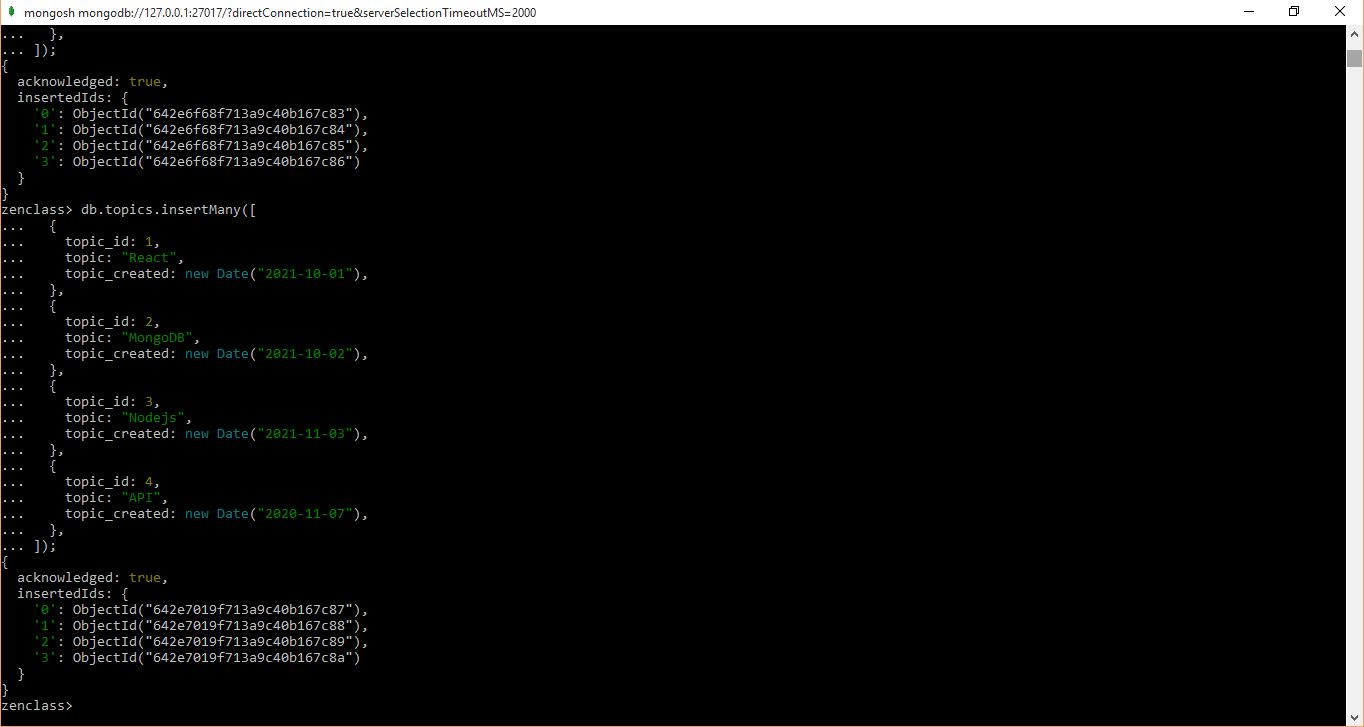 mongosh mongodb://127.0.0.1:27017/?directConnection=true&serverSelectionTimeoutMS=2000
...   },
... ]);
{
  acknowledged: true,
  insertedIds: {
    '0': ObjectId("642e6f68f713a9c40b167c83"),
    '1': ObjectId("642e6f68f713a9c40b167c84"),
    '2': ObjectId("642e6f68f713a9c40b167c85"),
    '3': ObjectId("642e6f68f713a9c40b167c86")
  }
}
zenclass> db.topics.insertMany([
...   {
...     topic_id: 1,
...     topic: "React",
...     topic_created: new Date("2021-10-01"),
...   },
...   {
...     topic_id: 2,
...     topic: "MongoDB",
...     topic_created: new Date("2021-10-02"),
...   },
...   {
...     topic_id: 3,
...     topic: "Nodejs",
...     topic_created: new Date("2021-11-03"),
...   },
...   {
...     topic_id: 4,
...     topic: "API",
...     topic_created: new Date("2020-11-07"),
...   },
... ]);
{
  acknowledged: true,
  insertedIds: {
    '0': ObjectId("642e7019f713a9c40b167c87"),
    '1': ObjectId("642e7019f713a9c40b167c88"),
    '2': ObjectId("642e7019f713a9c40b167c89"),
    '3': ObjectId("642e7019f713a9c40b167c8a")
  }
}
zenclass>